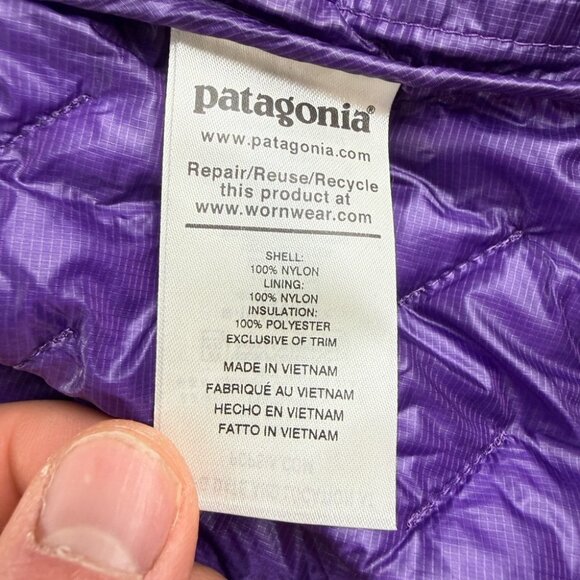 patagonia®
www.patagonia.com
Repair/Reuse/Recycle
this product at
www.wornwear.com
SHELL:
100% NYLON
LINING:
100% NYLON
INSULATION:
100% POLYESTER
EXCLUSIVE OF TRIM
MADE IN VIETNAM
FABRIQUÉ AU VIETNAM
HECHO EN VIETNAM
FATTO IN VIETNAM